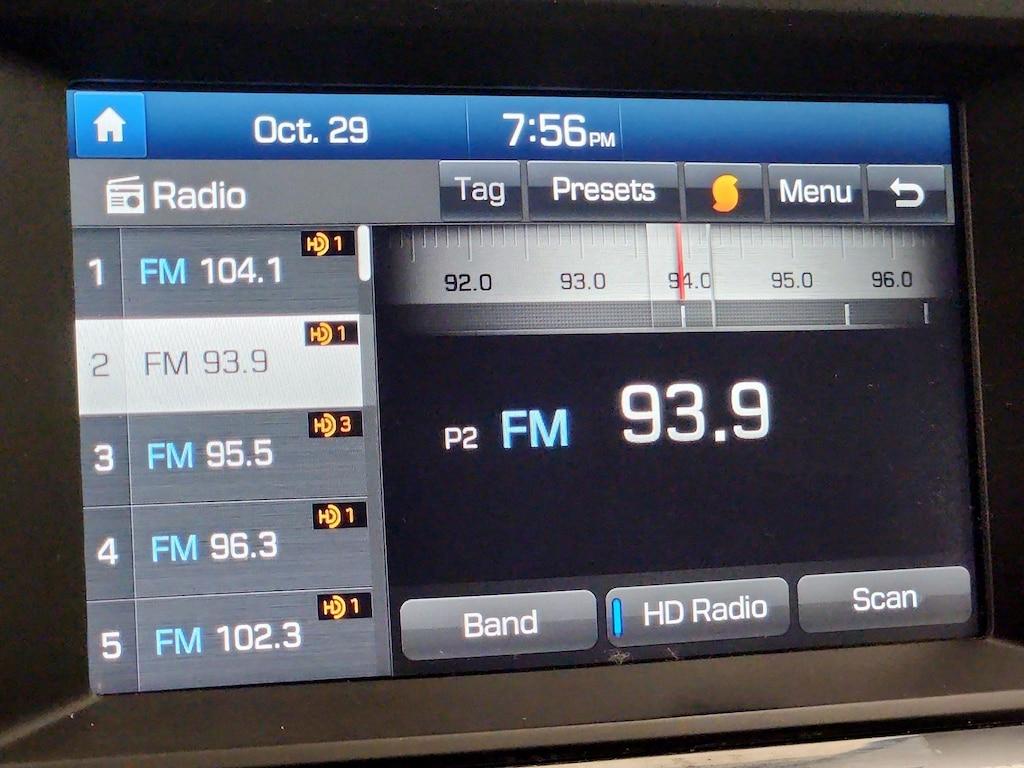 Oct. 29 7:56PM
Radio Tag Presets Menu
92.0 93.0 94.0 95.0 96.0
1 FM 104.1 HD 1
2 FM 93.9 HD 1
3 FM 95.5 HD 3
4 FM 96.3 HD 1
5 FM 102.3 HD 1
P2 FM 93.9
Band HD Radio Scan